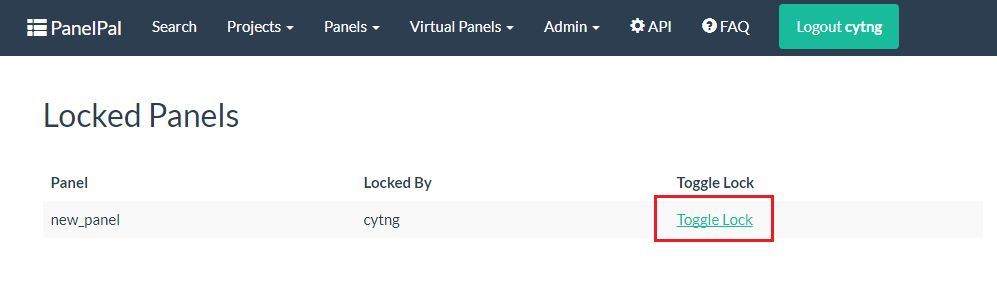 PanelPal Search Projects Panels Virtual Panels Admin API FAQ Logout cytng
Locked Panels
Panel Locked By Toggle Lock
new_panel cytng Toggle Lock